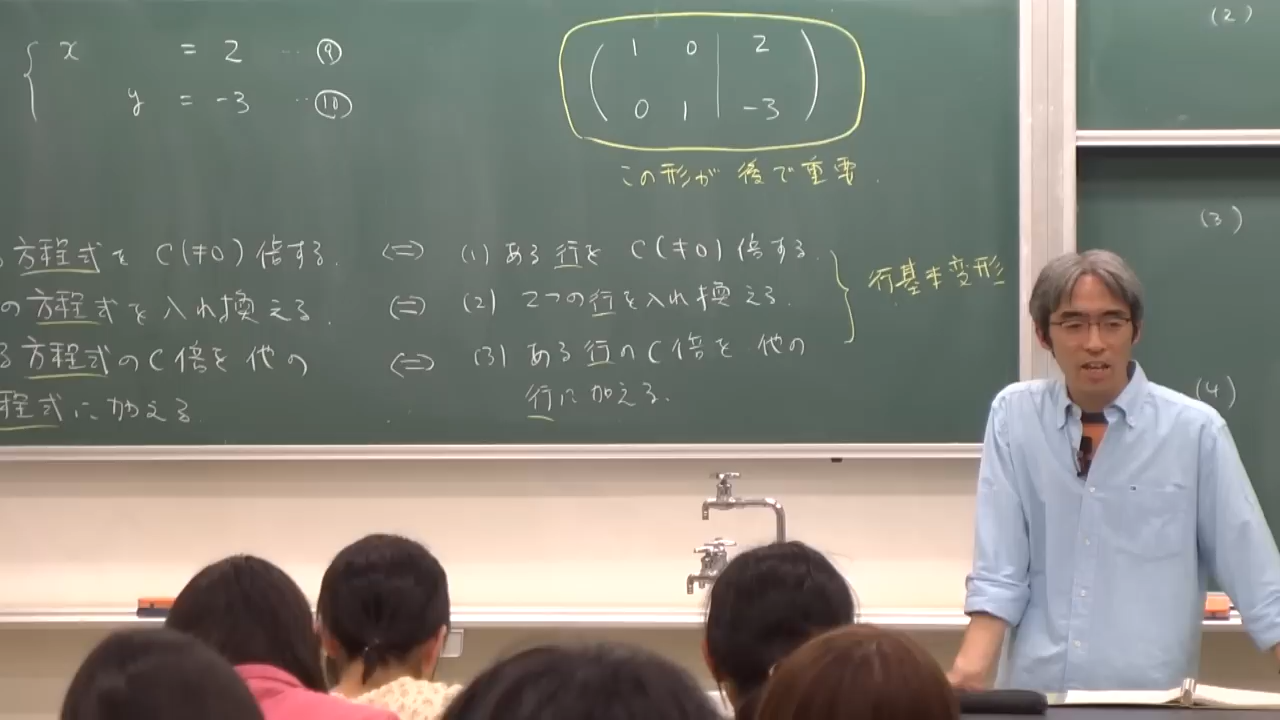 x = 2 … ⑨
y = -3 … ⑩
1 0 2
0 1 -3
この形が後で重要.
方程式を C(≠0)倍する. ⇔ (1) ある行を C(≠0)倍する.
の方程式を入れ換える. ⇔ (2) 2つの行を入れ換える.
る方程式のC倍を他の ⇔ (3) ある行のC倍を他の
程式に加える. 行に加える.
行基本変形
(2)
(3)
(4)